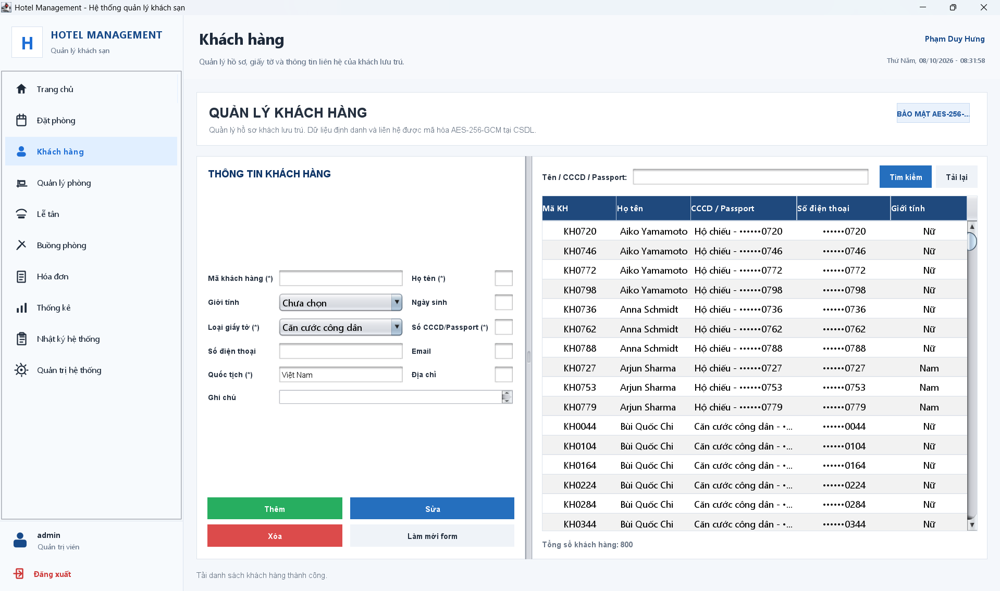 Hotel Management - Hệ thống quản lý khách sạn
H
HOTEL MANAGEMENT
Quản lý khách sạn
Trang chủ
Đặt phòng
Khách hàng
Quản lý phòng
Lễ tân
Buồng phòng
Hóa đơn
Thống kê
Nhật ký hệ thống
Quản trị hệ thống
admin
Quản trị viên
Đăng xuất
Khách hàng
Quản lý hồ sơ, giấy tờ và thông tin liên hệ của khách lưu trú.
Phạm Duy Hưng
Thứ Năm, 08/10/2026 - 08:31:58
QUẢN LÝ KHÁCH HÀNG
Quản lý hồ sơ khách lưu trú. Dữ liệu định danh và liên hệ được mã hóa AES-256-GCM tại CSDL.
BẢO MẬT AES-256-...
THÔNG TIN KHÁCH HÀNG
Mã khách hàng (*)
Họ tên (*)
Giới tính
Chưa chọn
Ngày sinh
Loại giấy tờ (*)
Căn cước công dân
Số CCCD/Passport (*)
Số điện thoại
Email
Quốc tịch (*)
Việt Nam
Địa chỉ
Ghi chú
Thêm
Sửa
Xóa
Làm mới form
Tên / CCCD / Passport:
Tìm kiếm
Tải lại
Mã KH Họ tên CCCD / Passport Số điện thoại Giới tính
KH0720 Aiko Yamamoto Hộ chiếu - ••••••0720 ••••••0720 Nữ
KH0746 Aiko Yamamoto Hộ chiếu - ••••••0746 ••••••0746 Nữ
KH0772 Aiko Yamamoto Hộ chiếu - ••••••0772 ••••••0772 Nữ
KH0798 Aiko Yamamoto Hộ chiếu - ••••••0798 ••••••0798 Nữ
KH0736 Anna Schmidt Hộ chiếu - ••••••0736 ••••••0736 Nữ
KH0762 Anna Schmidt Hộ chiếu - ••••••0762 ••••••0762 Nữ
KH0788 Anna Schmidt Hộ chiếu - ••••••0788 ••••••0788 Nữ
KH0727 Arjun Sharma Hộ chiếu - ••••••0727 ••••••0727 Nam
KH0753 Arjun Sharma Hộ chiếu - ••••••0753 ••••••0753 Nam
KH0779 Arjun Sharma Hộ chiếu - ••••••0779 ••••••0779 Nam
KH0044 Bùi Quốc Chi Căn cước công dân - •... ••••••0044 Nữ
KH0104 Bùi Quốc Chi Căn cước công dân - •... ••••••0104 Nữ
KH0164 Bùi Quốc Chi Căn cước công dân - •... ••••••0164 Nữ
KH0224 Bùi Quốc Chi Căn cước công dân - •... ••••••0224 Nữ
KH0284 Bùi Quốc Chi Căn cước công dân - •... ••••••0284 Nữ
KH0344 Bùi Quốc Chi Căn cước công dân - •... ••••••0344 Nữ
Tổng số khách hàng: 800
Tải danh sách khách hàng thành công.